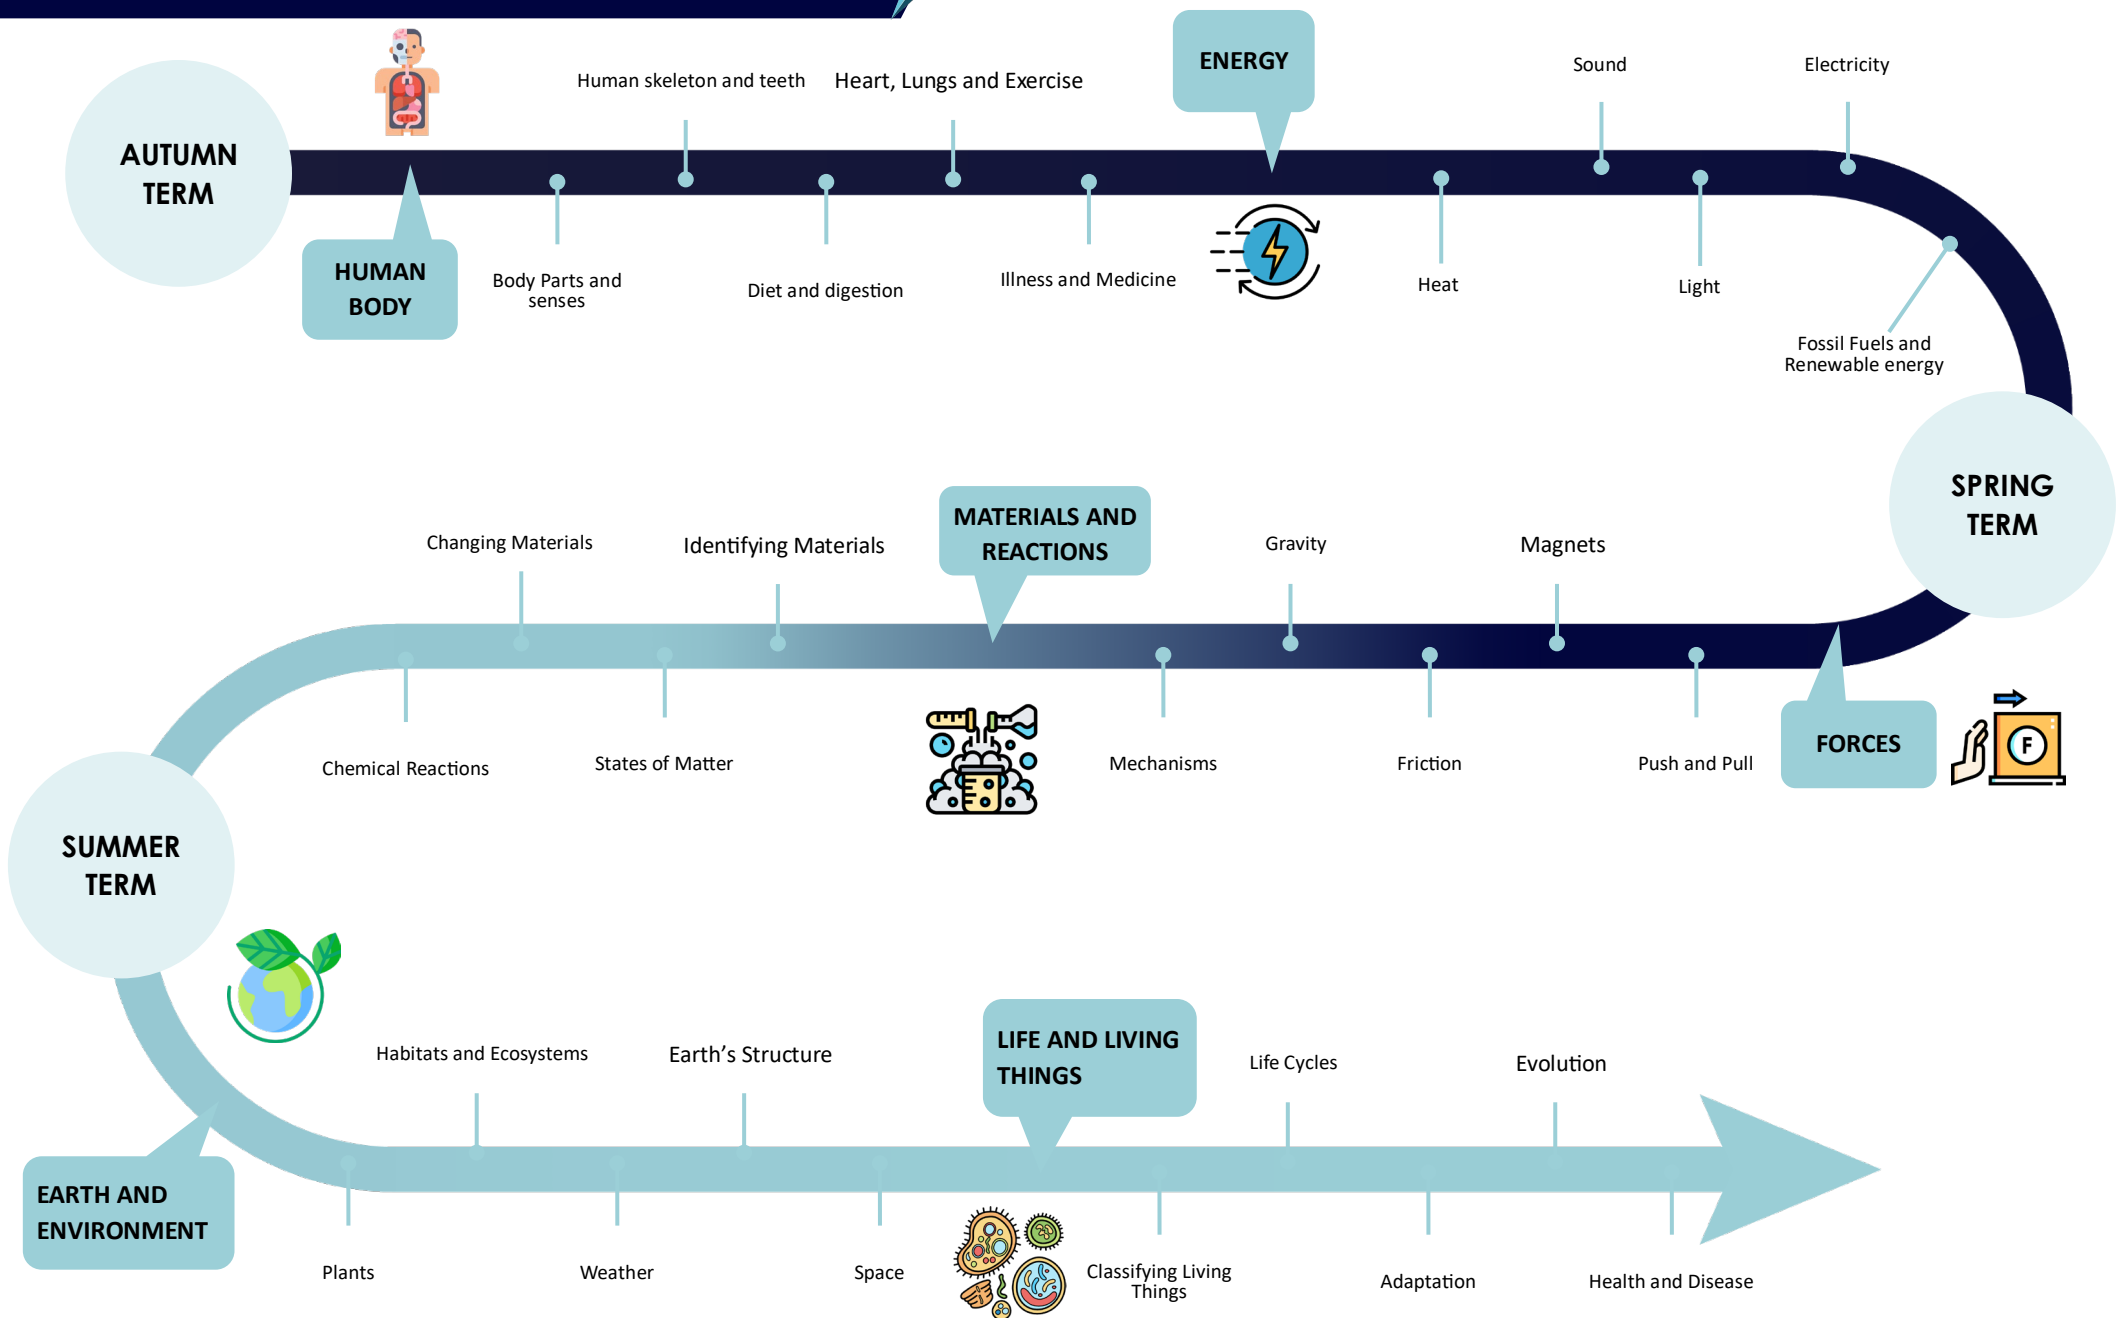 AUTUMN
TERM
HUMAN
BODY
Body Parts and
senses
Human skeleton and teeth
Diet and digestion
Heart, Lungs and Exercise
Illness and Medicine
ENERGY
Heat
Sound
Light
Electricity
Fossil Fuels and
Renewable energy
SPRING
TERM
FORCES
F
Push and Pull
Magnets
Friction
Gravity
Mechanisms
MATERIALS AND
REACTIONS
Identifying Materials
States of Matter
Changing Materials
Chemical Reactions
SUMMER
TERM
EARTH AND
ENVIRONMENT
Plants
Habitats and Ecosystems
Weather
Earth’s Structure
Space
LIFE AND LIVING
THINGS
Classifying Living
Things
Life Cycles
Adaptation
Evolution
Health and Disease